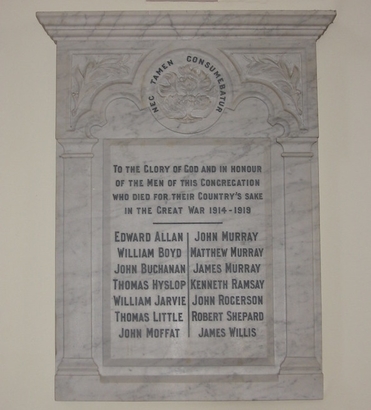 NEC TAMEN CONSUMEBATUR
TO THE GLORY OF GOD AND IN HONOUR
OF THE MEN OF THIS CONGREGATION
WHO DIED FOR THEIR COUNTRY'S SAKE
IN THE GREAT WAR 1914-1919
EDWARD ALLAN
WILLIAM BOYD
JOHN BUCHANAN
THOMAS HYSLOP
WILLIAM JARVIE
THOMAS LITTLE
JOHN MOFFAT
JOHN MURRAY
MATTHEW MURRAY
JAMES MURRAY
KENNETH RAMSAY
JOHN ROGERSON
ROBERT SHEPARD
JAMES WILLIS